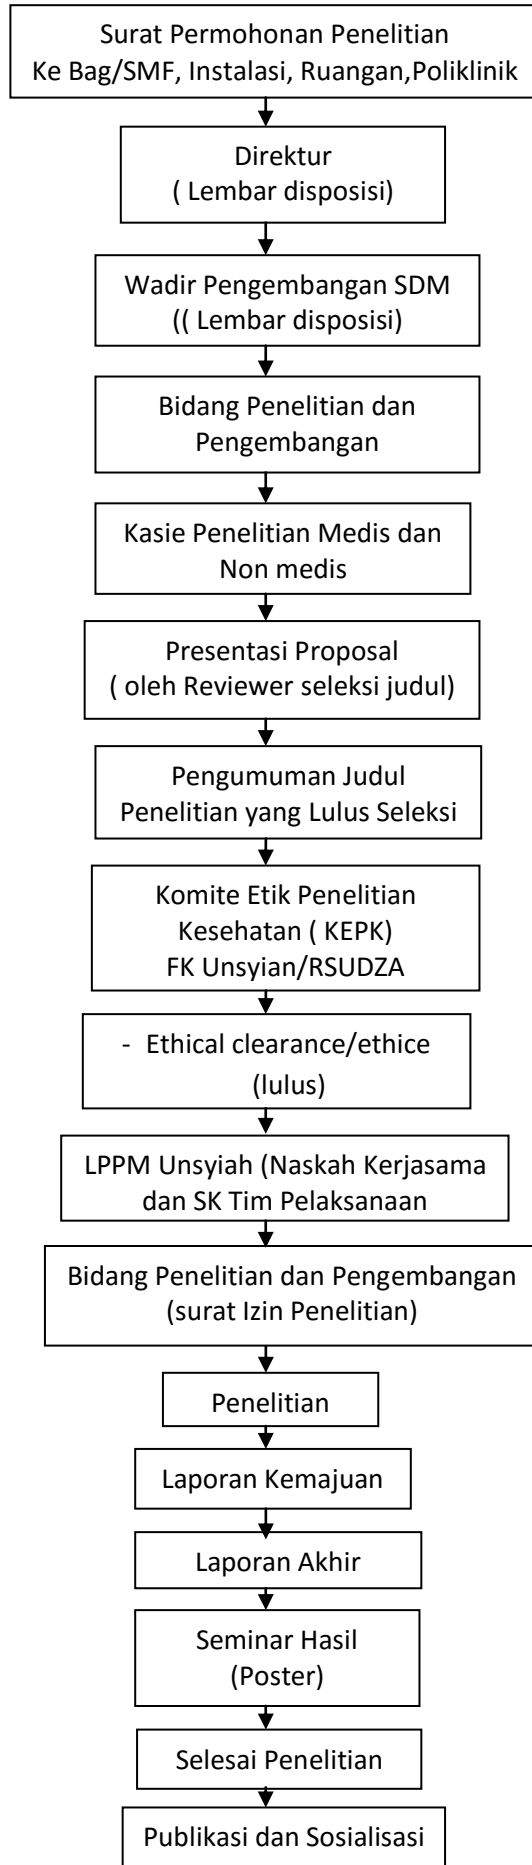 Surat Permohonan Penelitian
Ke Bag/SMF, Instalasi, Ruangan,Poliklinik
Direktur
( Lembar disposisi)
Wadir Pengembangan SDM
(( Lembar disposisi)
Bidang Penelitian dan
Pengembangan
Kasie Penelitian Medis dan
Non medis
Presentasi Proposal
( oleh Reviewer seleksi judul)
Pengumuman Judul
Penelitian yang Lulus Seleksi
Komite Etik Penelitian
Kesehatan ( KEPK)
FK Unsyian/RSUDZA
- Ethical clearance/ethice
(lulus)
LPPM Unsyiah (Naskah Kerjasama
dan SK Tim Pelaksanaan
Bidang Penelitian dan Pengembangan
(surat Izin Penelitian)
Penelitian
Laporan Kemajuan
Laporan Akhir
Seminar Hasil
(Poster)
Selesai Penelitian
Publikasi dan Sosialisasi